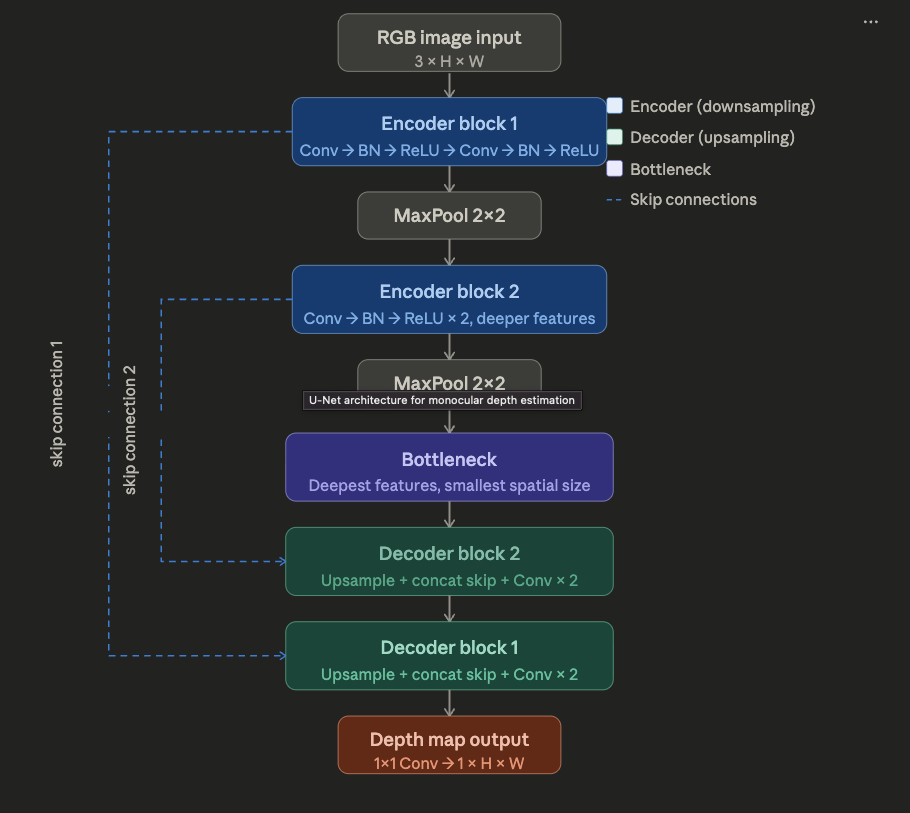 RGB image input
3 × H × W
Encoder block 1
Conv → BN → ReLU → Conv → BN → ReLU
Encoder (downsampling)
Decoder (upsampling)
Bottleneck
Skip connections
MaxPool 2×2
Encoder block 2
Conv → BN → ReLU × 2, deeper features
skip connection 1
skip connection 2
MaxPool 2×2
U-Net architecture for monocular depth estimation
Bottleneck
Deepest features, smallest spatial size
Decoder block 2
Upsample + concat skip + Conv × 2
Decoder block 1
Upsample + concat skip + Conv × 2
Depth map output
1×1 Conv → 1 × H × W